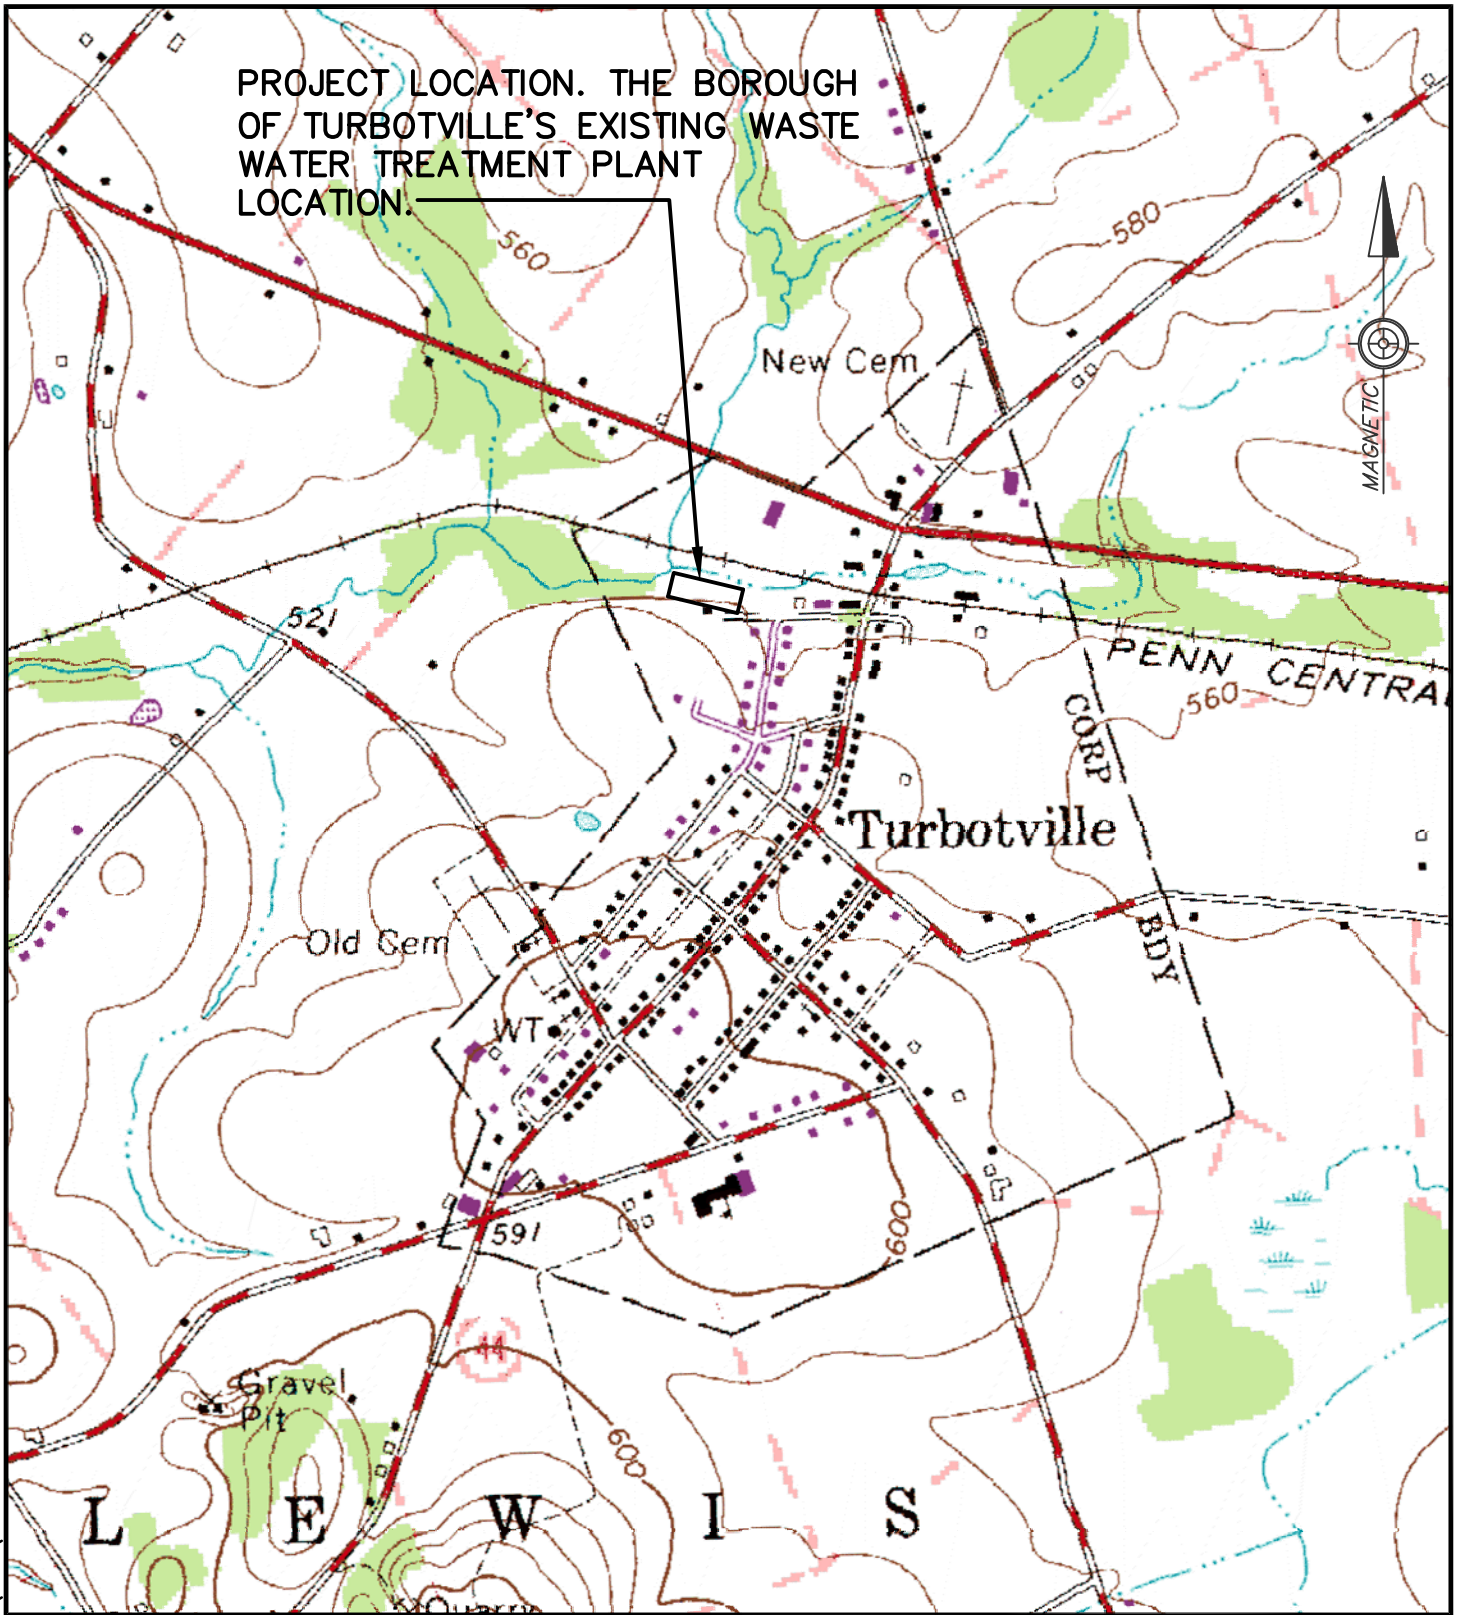 PROJECT LOCATION. THE BOROUGH
OF TURBOTVILLE'S EXISTING WASTE
WATER TREATMENT PLANT
LOCATION.
560
580
New Cem
MAGNETIC
521
PENN CENTRAL
560
CORP
BDY
Turbotville
Old Cem
WT
591
600
44
Gravel
Pit
600
L E W I S
Quarry